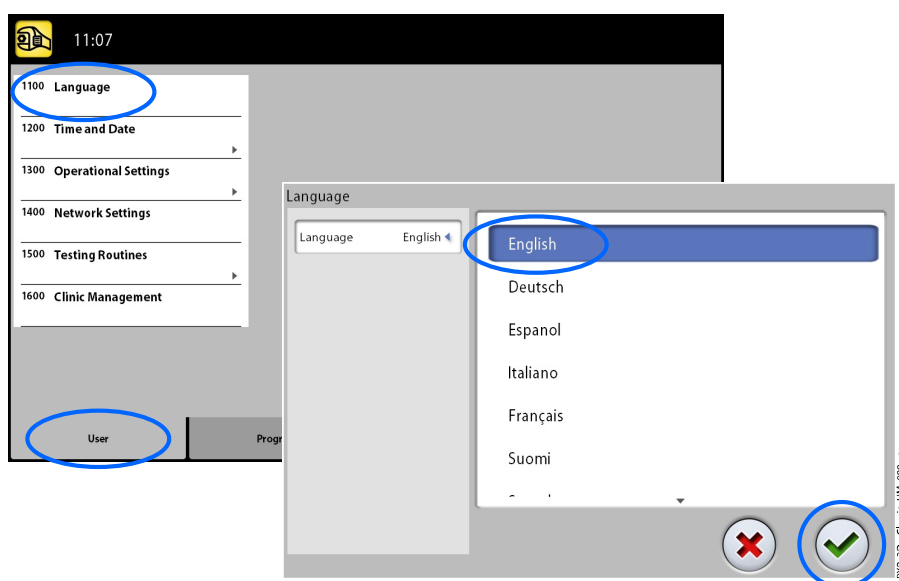 11:07
1100 Language
1200 Time and Date
1300 Operational Settings
1400 Network Settings
1500 Testing Routines
1600 Clinic Management
User
Language
Language English
English
Deutsch
Espanol
Italiano
Français
Suomi